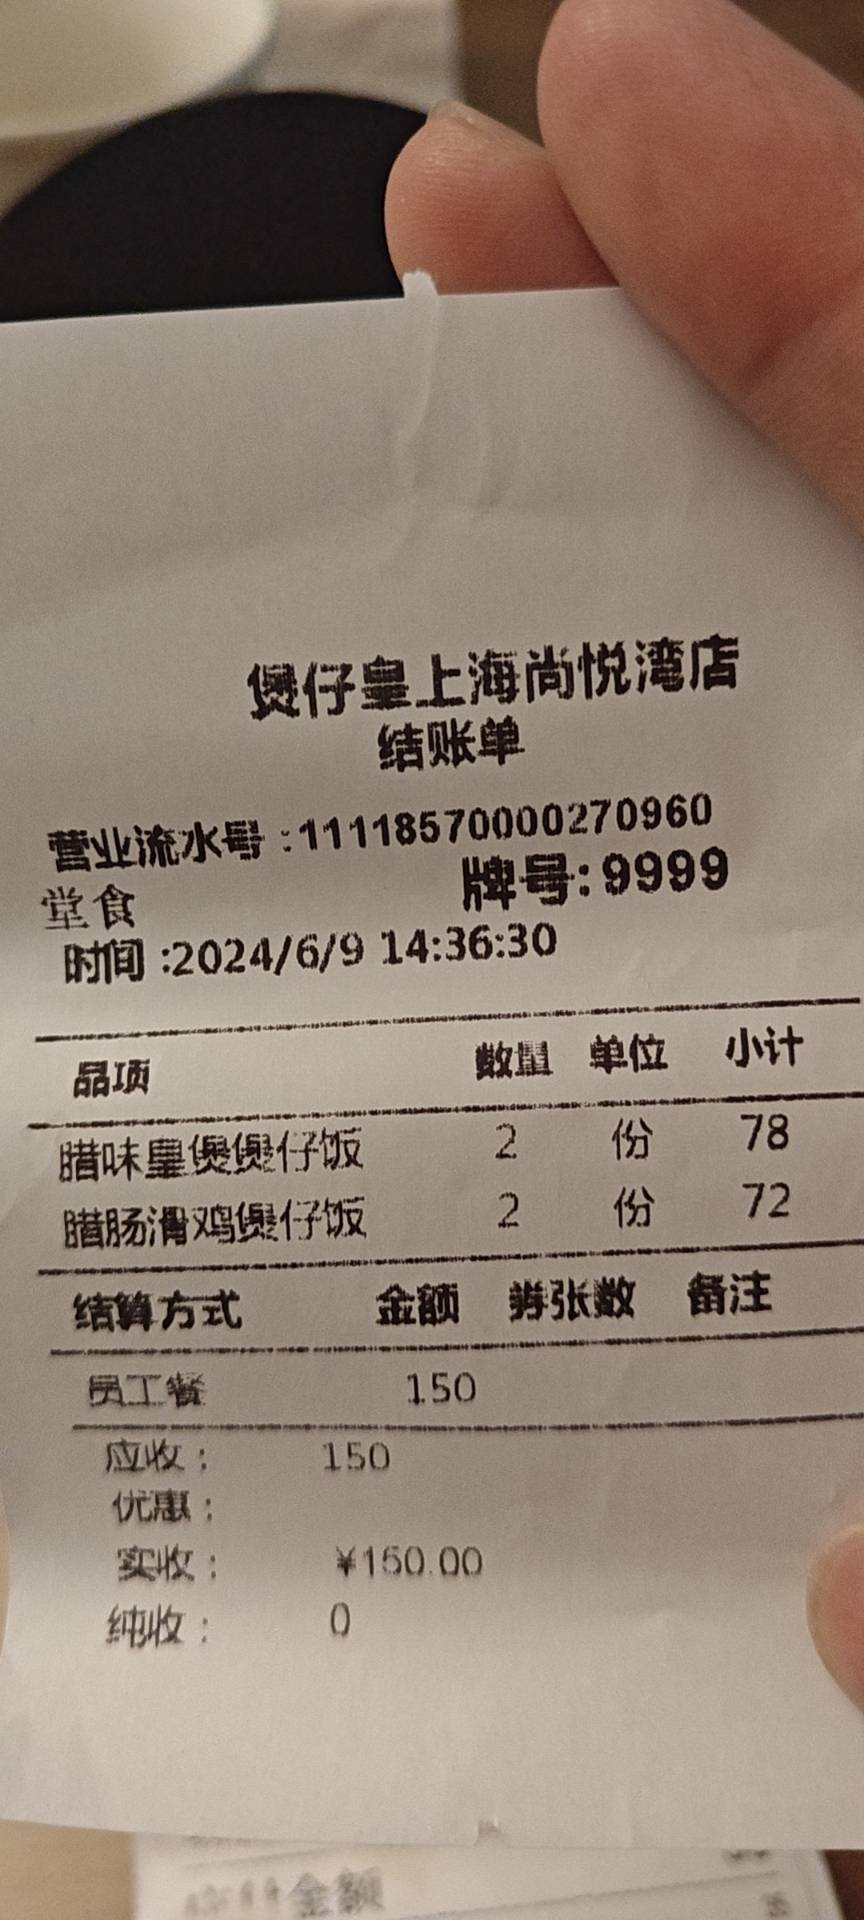 煲仔皇上海尚悦湾店
结账单
营业流水号:11118570000270960
堂食 牌号:9999
时间:2024/6/9 14:36:30
品项 数量 单位 小计
腊味皇煲煲仔饭 2 份 78
腊肠滑鸡煲仔饭 2 份 72
结算方式 金额 券张数 备注
员工餐 150
应收: 150
优惠:
实收: ¥150.00
纯收: 0
金额